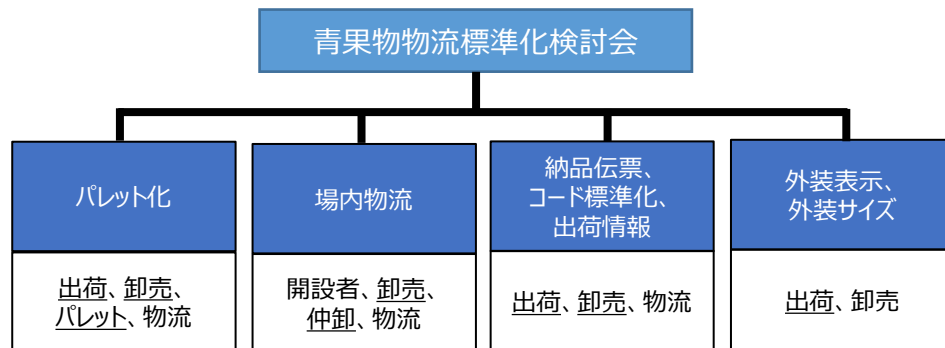 青果物物流標準化検討会
パレット化
出荷、卸売、
パレット、物流
場内物流
開設者、卸売、
仲卸、物流
納品伝票、
コード標準化、
出荷情報
出荷、卸売、物流
外装表示、
外装サイズ
出荷、卸売